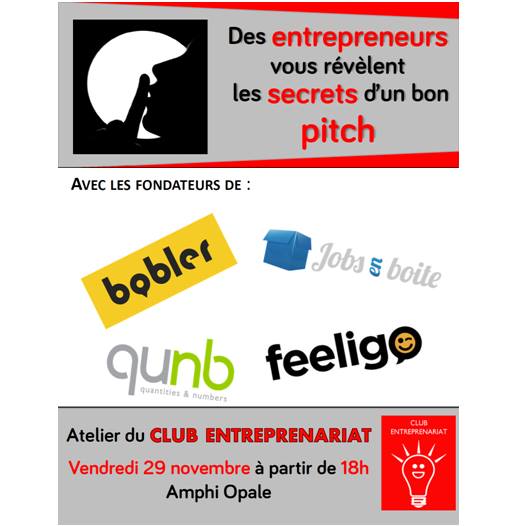 Des entrepreneurs
vous révèlent
les secrets d'un bon
pitch
AVEC LES FONDATEURS DE :
bobler
Jobs en boite
qunb
quantities & numbers
feeligo
Atelier du CLUB ENTREPRENARIAT
Vendredi 29 novembre à partir de 18h
Amphi Opale
CLUB
ENTREPRENARIAT